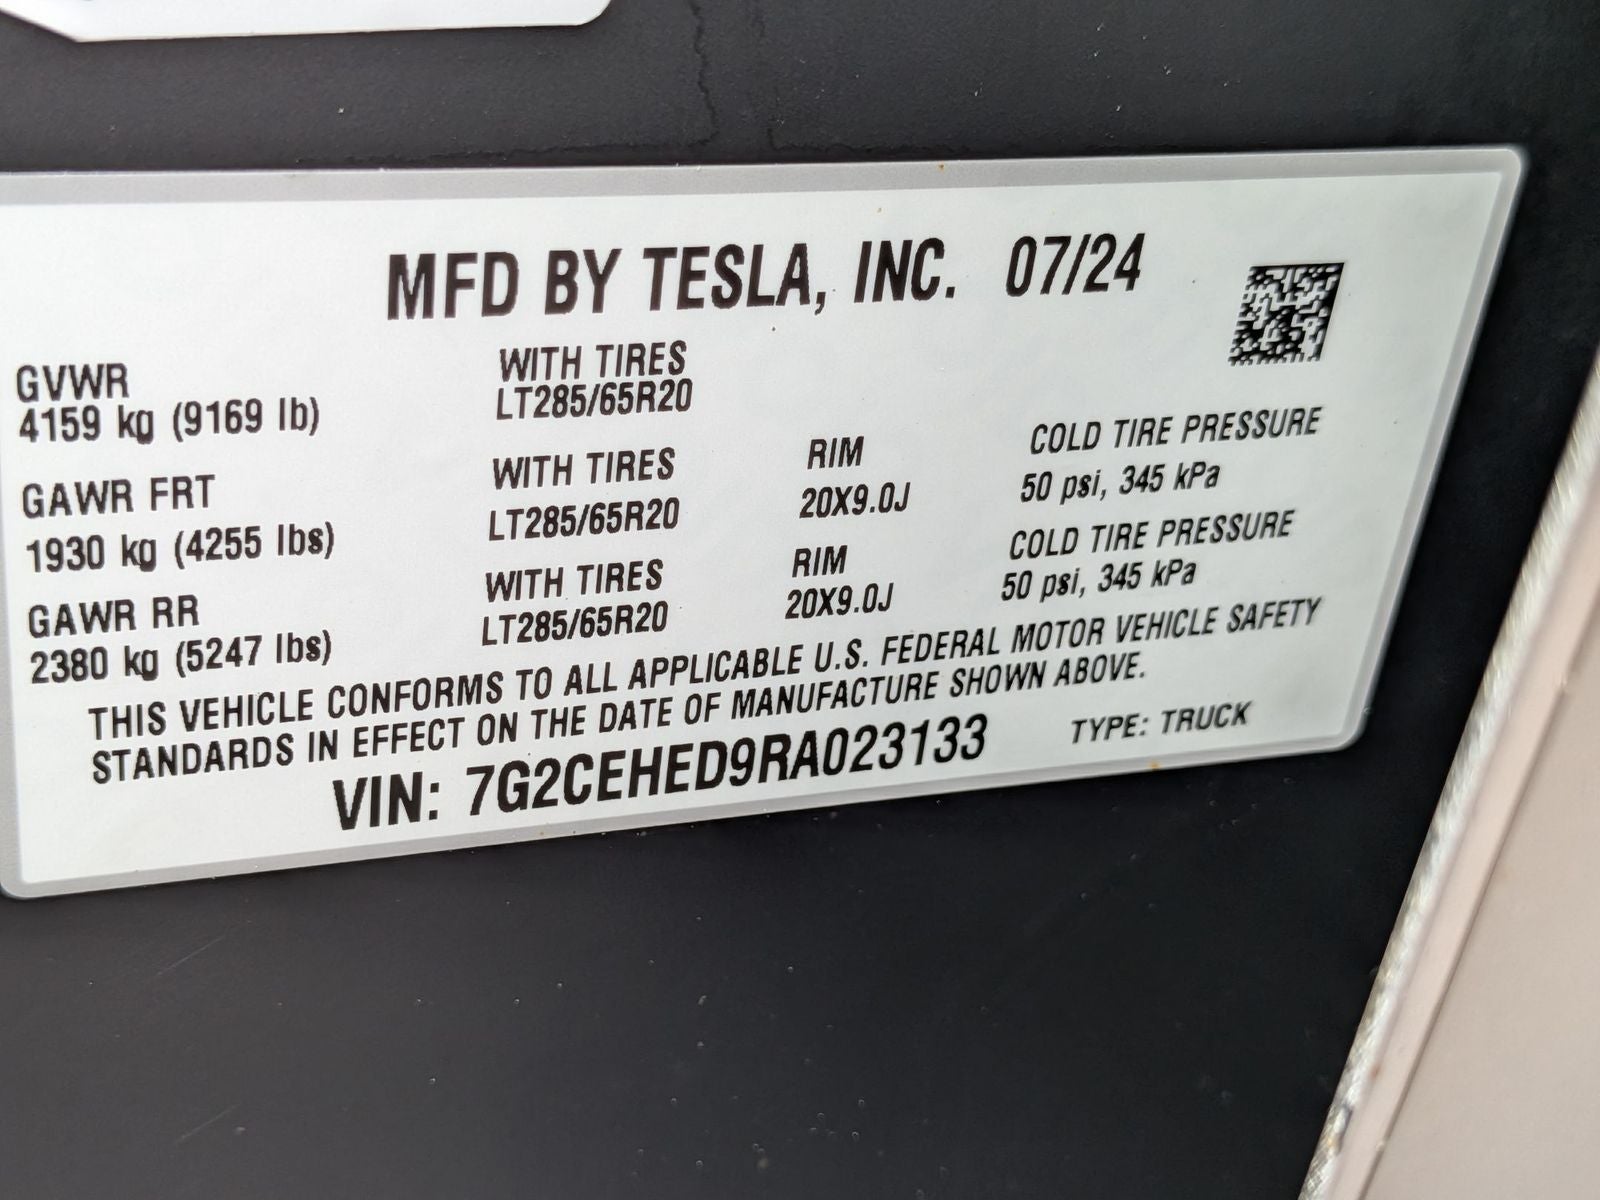 MFD BY TESLA, INC. 07/24
GVWR
4159 kg (9169 lb)
WITH TIRES
LT285/65R20
GAWR FRT
1930 kg (4255 lbs)
WITH TIRES
LT285/65R20
RIM
20X9.0J
COLD TIRE PRESSURE
50 psi, 345 kPa
GAWR RR
2380 kg (5247 lbs)
WITH TIRES
LT285/65R20
RIM
20X9.0J
COLD TIRE PRESSURE
50 psi, 345 kPa
THIS VEHICLE CONFORMS TO ALL APPLICABLE U.S. FEDERAL MOTOR VEHICLE SAFETY
STANDARDS IN EFFECT ON THE DATE OF MANUFACTURE SHOWN ABOVE.
VIN: 7G2CEHED9RA023133
TYPE: TRUCK